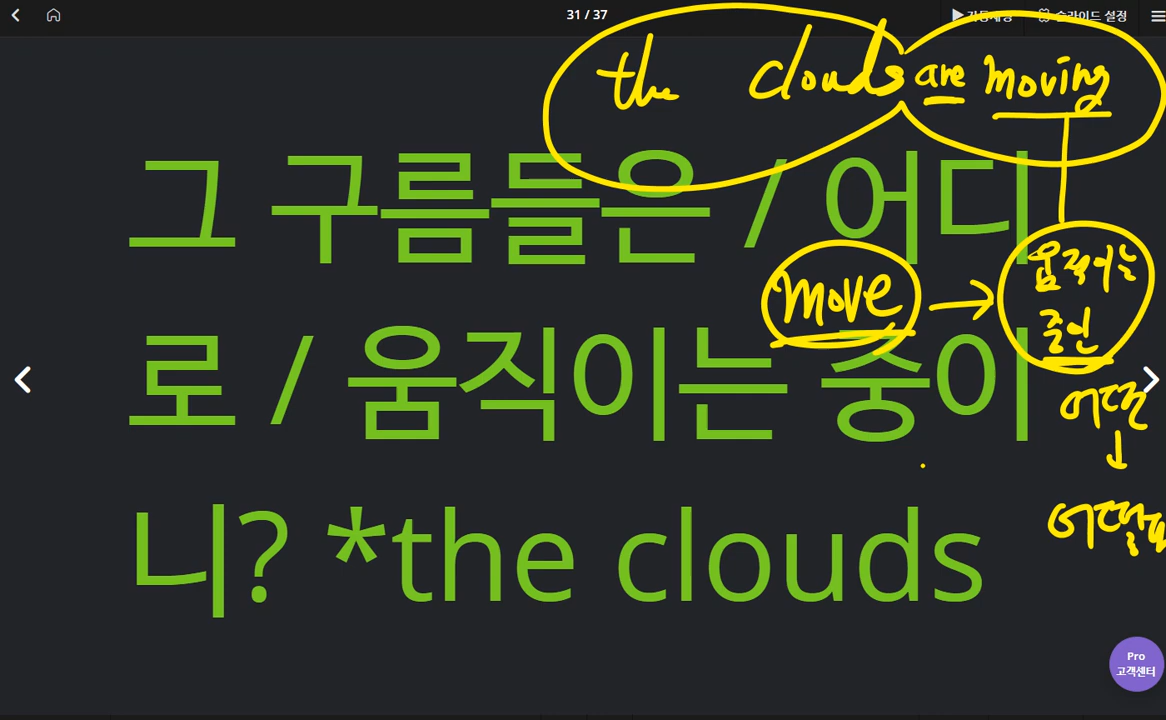 31 / 37
슬라이드 설정
the clouds are moving
그 구름들은 / 어디
move
움직이는
중인
로 / 움직이는 중이
어떤
니? *the clouds
Pro
고객센터